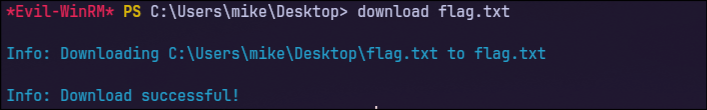 *Evil-WinRM* PS C:\Users\mike\Desktop> download flag.txt
Info: Downloading C:\Users\mike\Desktop\flag.txt to flag.txt
Info: Download successful!